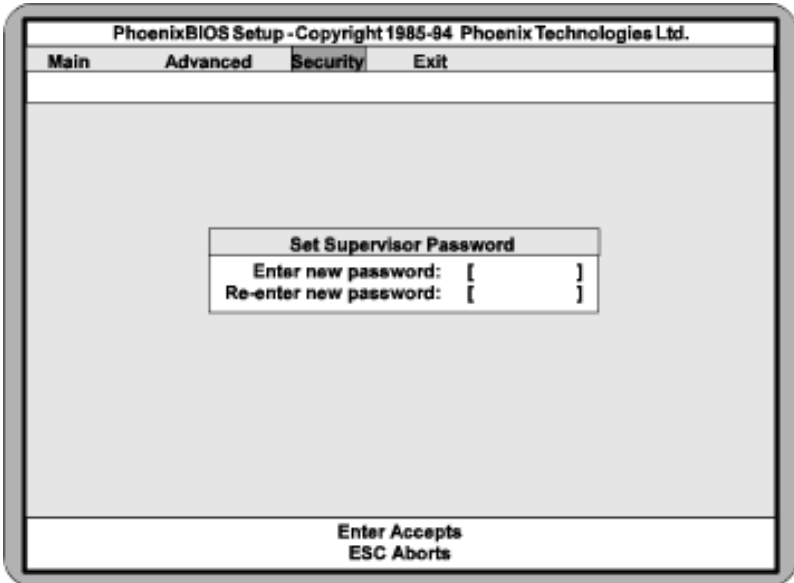 PhoenixBIOS Setup - Copyright 1985-94 Phoenix Technologies Ltd.
Main Advanced Security Exit
Set Supervisor Password
Enter new password: [ ]
Re-enter new password: [ ]
Enter Accepts
ESC Aborts